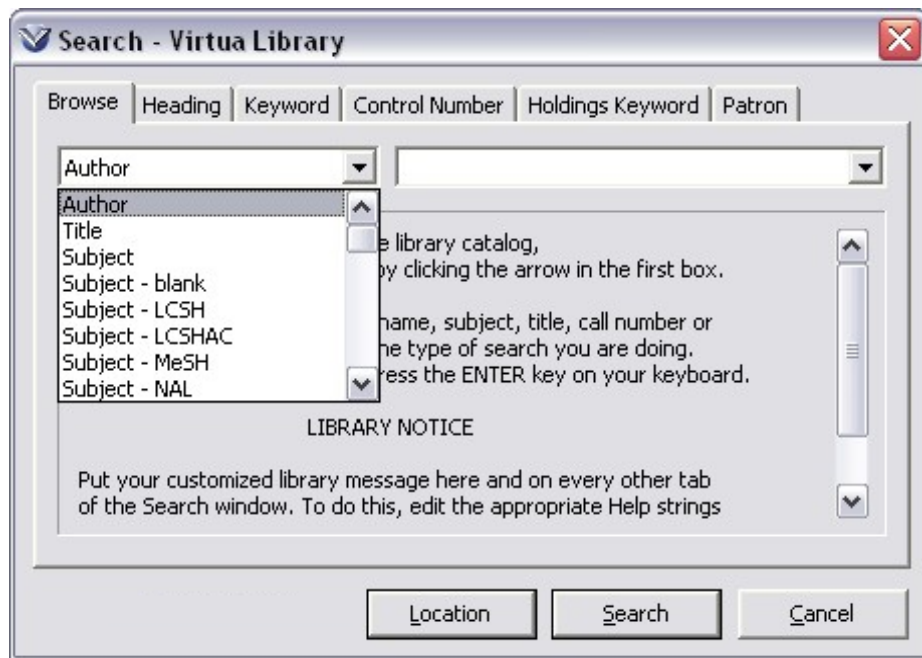 Search - Virtua Library
Browse Heading Keyword Control Number Holdings Keyword Patron
Author
Author
Title
Subject
Subject - blank
Subject - LCSH
Subject - LCSHAC
Subject - MeSH
Subject - NAL
library catalog,
by clicking the arrow in the first box.
name, subject, title, call number or
type of search you are doing.
press the ENTER key on your keyboard.
LIBRARY NOTICE
Put your customized library message here and on every other tab
of the Search window. To do this, edit the appropriate Help strings
Location Search Cancel